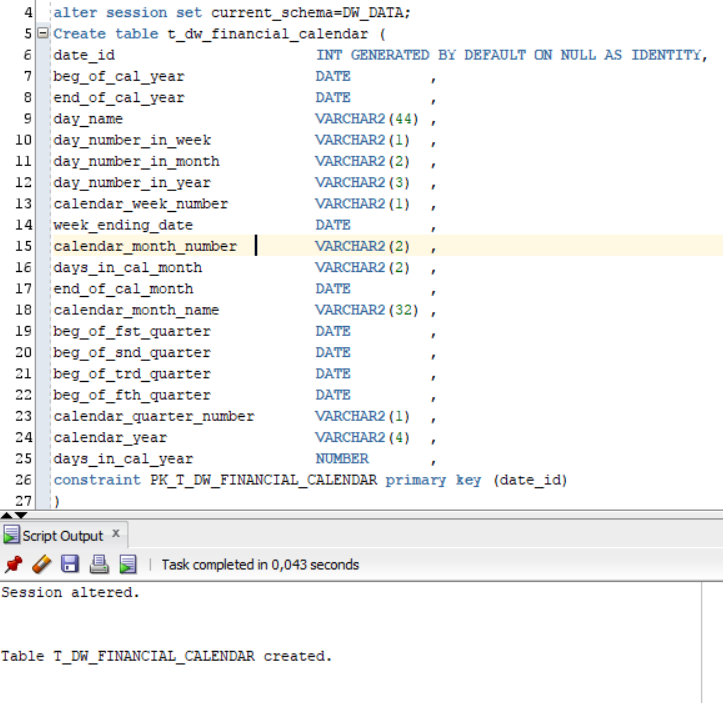 4 alter session set current_schema=DW_DATA;
5 Create table t_dw_financial_calendar (
6 date_id INT GENERATED BY DEFAULT ON NULL AS IDENTITY,
7 beg_of_cal_year DATE ,
8 end_of_cal_year DATE ,
9 day_name VARCHAR2(44) ,
10 day_number_in_week VARCHAR2(1) ,
11 day_number_in_month VARCHAR2(2) ,
12 day_number_in_year VARCHAR2(3) ,
13 calendar_week_number VARCHAR2(1) ,
14 week_ending_date DATE ,
15 calendar_month_number VARCHAR2(2) ,
16 days_in_cal_month VARCHAR2(2) ,
17 end_of_cal_month DATE ,
18 calendar_month_name VARCHAR2(32) ,
19 beg_of_fst_quarter DATE ,
20 beg_of_snd_quarter DATE ,
21 beg_of_trd_quarter DATE ,
22 beg_of_fth_quarter DATE ,
23 calendar_quarter_number VARCHAR2(1) ,
24 calendar_year VARCHAR2(4) ,
25 days_in_cal_year NUMBER ,
26 constraint PK_T_DW_FINANCIAL_CALENDAR primary key (date_id)
27 )
Script Output x
Task completed in 0,043 seconds
Session altered.
Table T_DW_FINANCIAL_CALENDAR created.